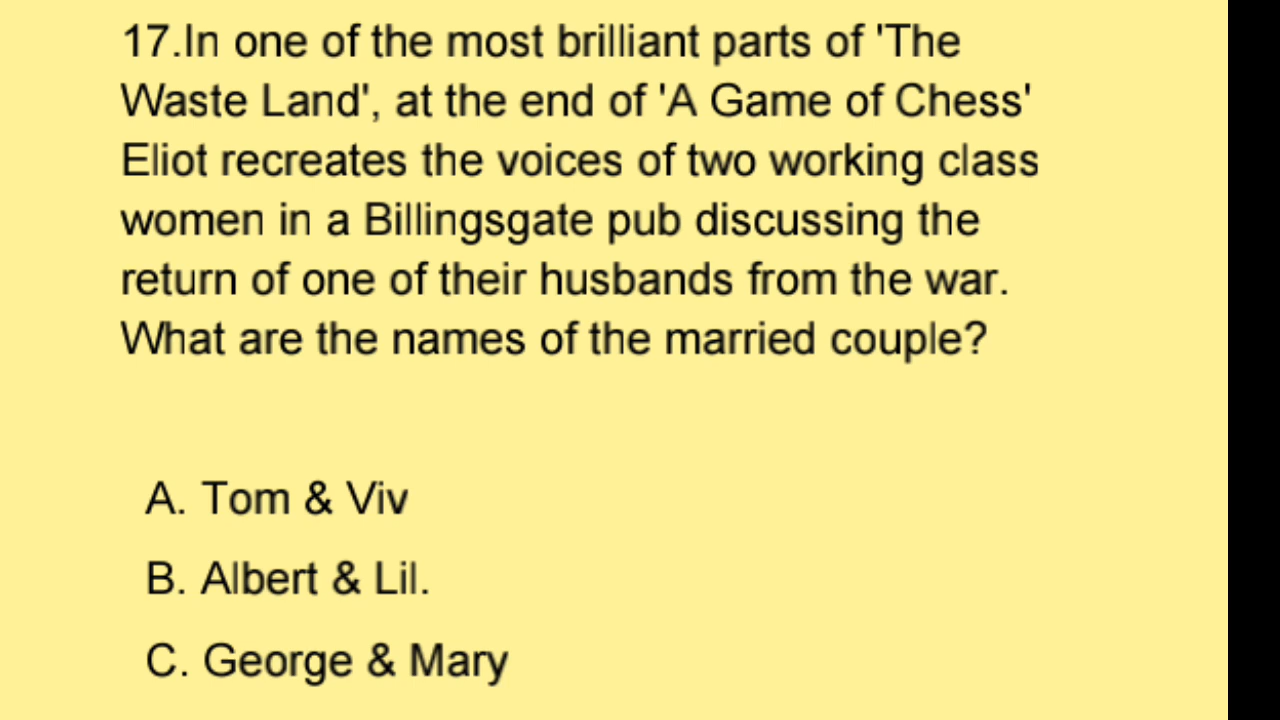 17.In one of the most brilliant parts of 'The
Waste Land', at the end of 'A Game of Chess'
Eliot recreates the voices of two working class
women in a Billingsgate pub discussing the
return of one of their husbands from the war.
What are the names of the married couple?
A. Tom & Viv
B. Albert & Lil.
C. George & Mary